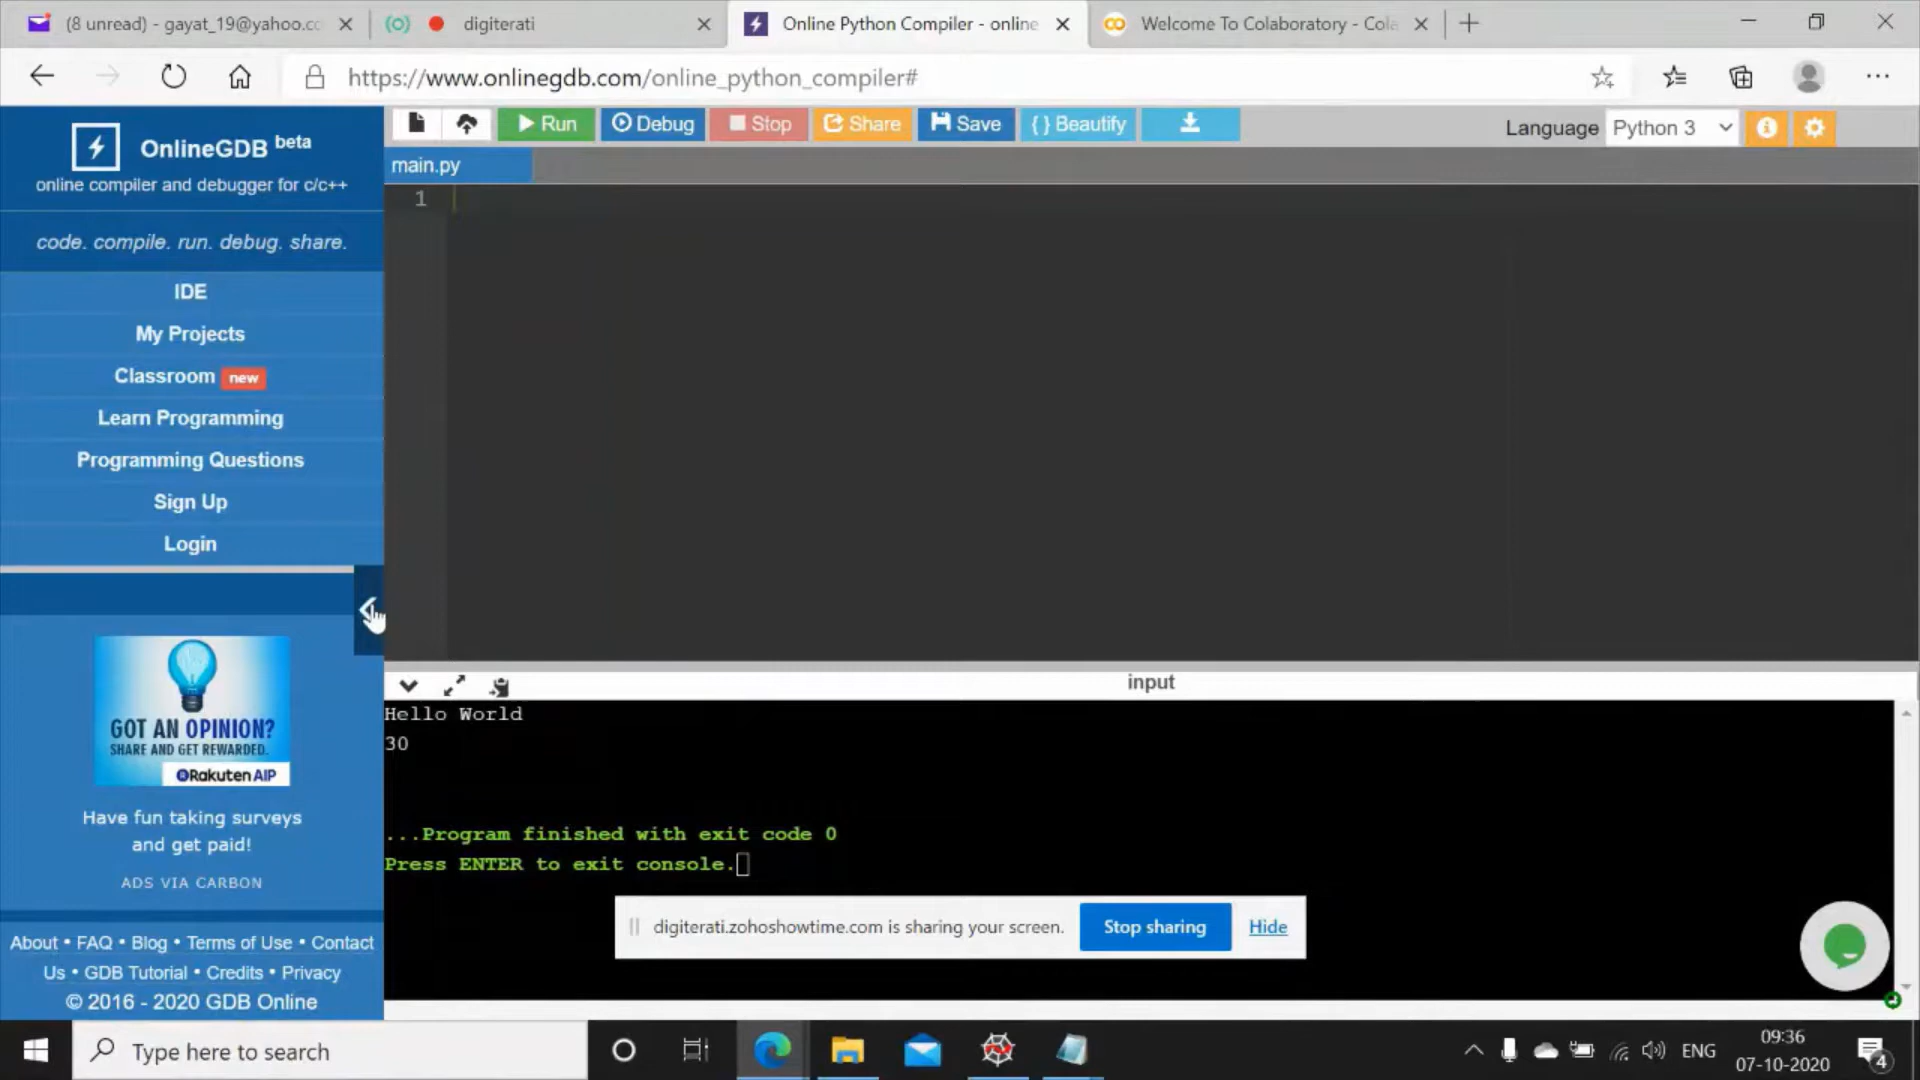 (8 unread) - gayat_19@yahoo.co
digiterati
Online Python Compiler - online
Welcome To Colaboratory - Cola
https://www.onlinegdb.com/online_python_compiler#
OnlineGDB beta
online compiler and debugger for c/c++
code. compile. run. debug. share.
IDE
My Projects
Classroom new
Learn Programming
Programming Questions
Sign Up
Login
GOT AN OPINION?
SHARE AND GET REWARDED.
Rakuten AIP
Have fun taking surveys
and get paid!
ADS VIA CARBON
About • FAQ • Blog • Terms of Use • Contact
Us • GDB Tutorial • Credits • Privacy
© 2016 - 2020 GDB Online
Run Debug Stop Share Save { } Beautify
Language Python 3
main.py
1
input
Hello World
30
...Program finished with exit code 0
Press ENTER to exit console.
digiterati.zohoshowtime.com is sharing your screen. Stop sharing Hide
Type here to search
ENG
09:36
07-10-2020
4